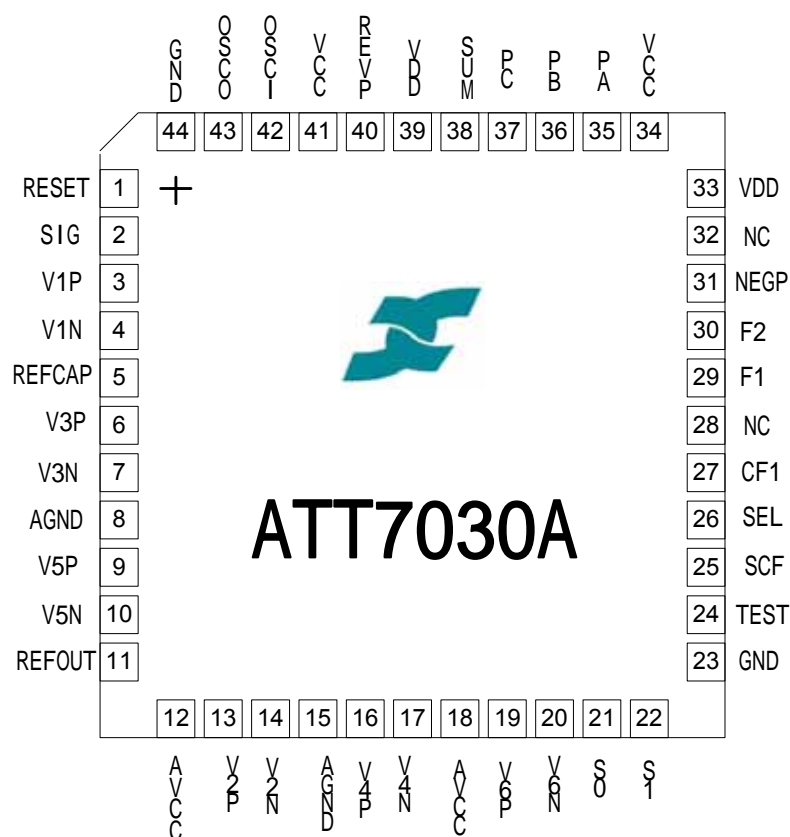 GND OSCO OSCI VCC REVP VDD SUM PC PB PA VCC
44 43 42 41 40 39 38 37 36 35 34
RESET 1 33 VDD
SIG 2 32 NC
V1P 3 31 NEGP
V1N 4 30 F2
REFCAP 5 29 F1
V3P 6 28 NC
V3N 7 27 CF1
AGND 8 26 SEL
V5P 9 25 SCF
V5N 10 24 TEST
REFOUT 11 23 GND
ATT7030A
12 13 14 15 16 17 18 19 20 21 22
AVCC V2P V2N AGND V4P V4N AVCC V6P V6N S0 S1